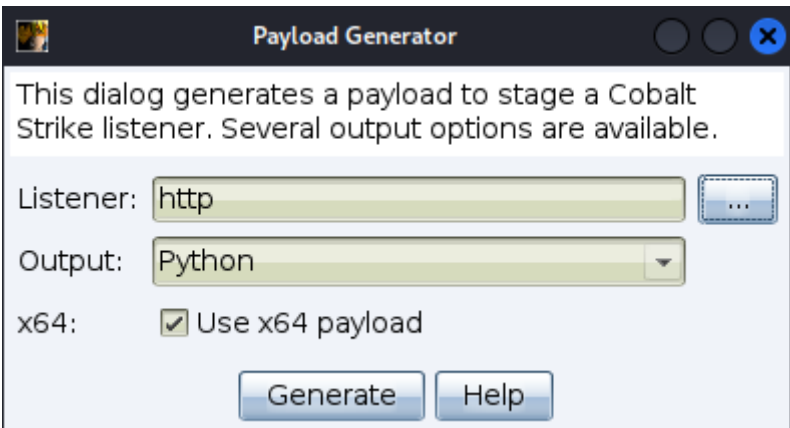 Payload Generator
This dialog generates a payload to stage a Cobalt
Strike listener. Several output options are available.
Listener: http ...
Output: Python
x64: Use x64 payload
Generate Help